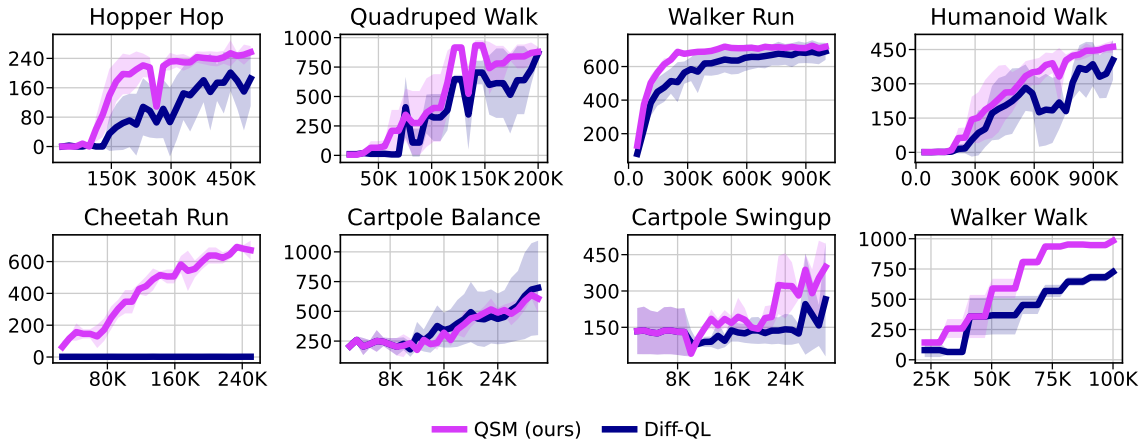 Hopper Hop
240
160
80
0
150K 300K 450K
Quadruped Walk
1000
750
500
250
0
50K 100K 150K 200K
Walker Run
600
400
200
0.0 300K 600K 900K
Humanoid Walk
450
300
150
0
0.0 300K 600K 900K
Cheetah Run
600
400
200
0
80K 160K 240K
Cartpole Balance
1000
750
500
250
8K 16K 24K
Cartpole Swingup
450
300
150
8K 16K 24K
Walker Walk
1000
750
500
250
0
25K 50K 75K 100K
QSM (ours) Diff-QL